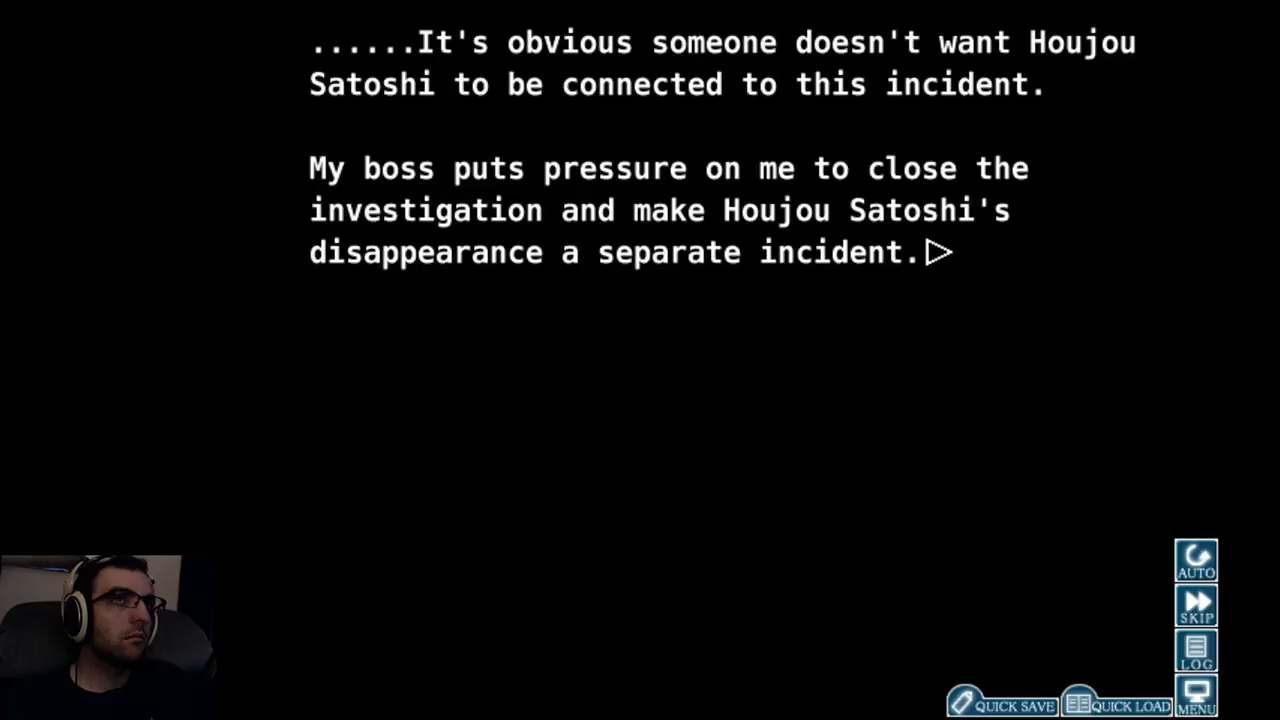 ......It's obvious someone doesn't want Houjou
Satoshi to be connected to this incident.
My boss puts pressure on me to close the
investigation and make Houjou Satoshi's
disappearance a separate incident.
AUTO
SKIP
LOG
MENU
QUICK SAVE
QUICK LOAD